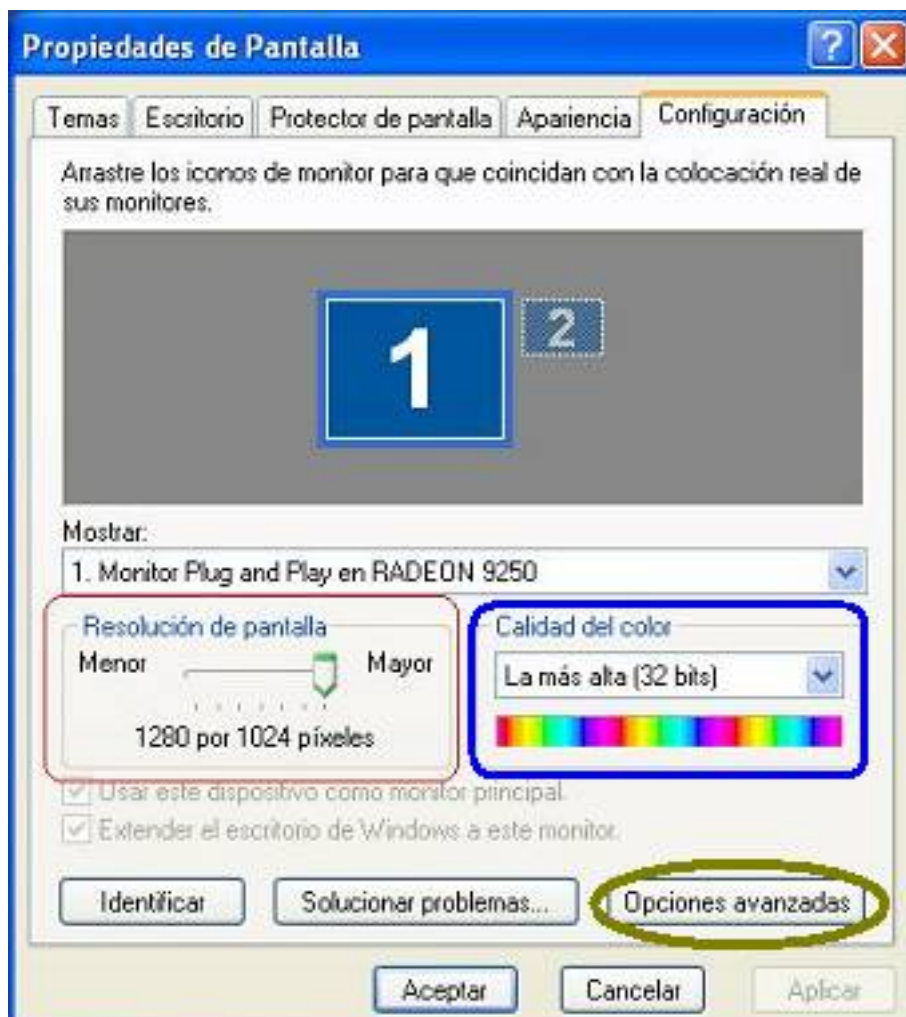 Propiedades de Pantalla
Temas Escritorio Protector de pantalla Apariencia Configuración
Arrastre los iconos de monitor para que coincidan con la colocación real de
sus monitores.
1 2
Mostrar:
1. Monitor Plug and Play en RADEON 9250
Resolución de pantalla
Menor Mayor
1280 por 1024 píxeles
Calidad del color
La más alta (32 bits)
Usar este dispositivo como monitor principal.
Extender el escritorio de Windows a este monitor.
Identificar Solucionar problemas... Opciones avanzadas
Aceptar Cancelar Aplicar